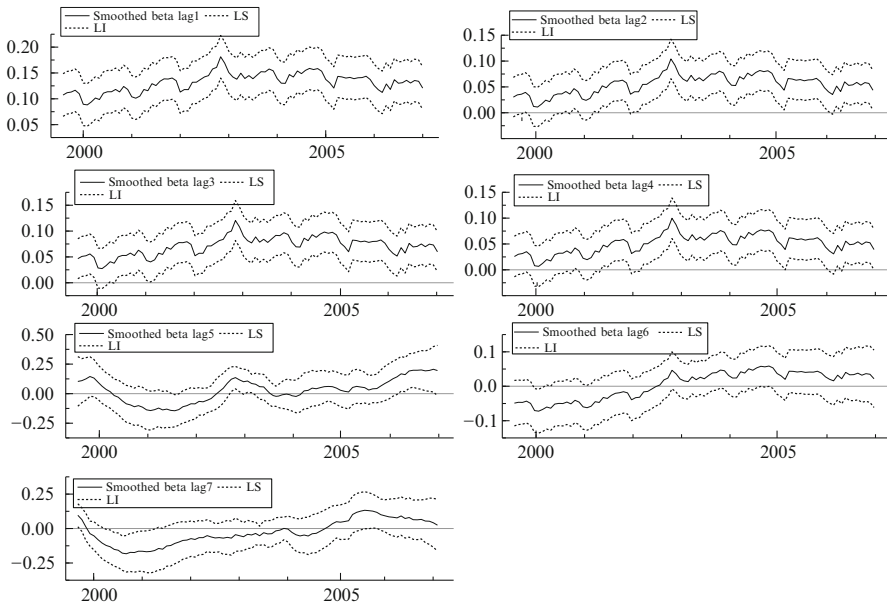 Smoothed beta lag1 LS
LI
0.20
0.15
0.10
0.05
2000 2005
Smoothed beta lag2 LS
LI
0.15
0.10
0.05
0.00
2000 2005
Smoothed beta lag3 LS
LI
0.15
0.10
0.05
0.00
2000 2005
Smoothed beta lag4 LS
LI
0.15
0.10
0.05
0.00
2000 2005
Smoothed beta lag5 LS
LI
0.50
0.25
0.00
−0.25
2000 2005
Smoothed beta lag6 LS
LI
0.1
0.0
−0.1
2000 2005
Smoothed beta lag7 LS
LI
0.25
0.00
−0.25
2000 2005